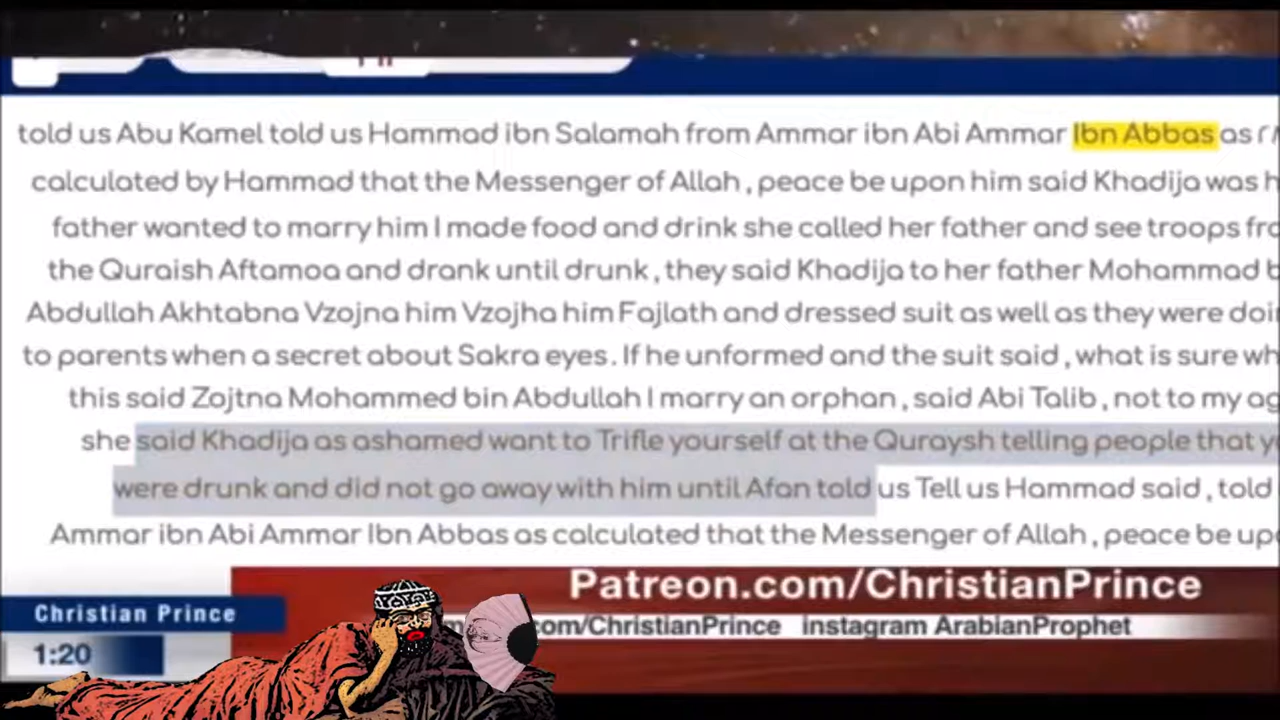 told us Abu Kamel told us Hammad ibn Salamah from Ammar ibn Abi Ammar Ibn Abbas as
calculated by Hammad that the Messenger of Allah , peace be upon him said Khadija was
father wanted to marry him I made food and drink she called her father and see troops
the Quraish Aftamoa and drank until drunk , they said Khadija to her father Mohammed
Abdullah Akhtabna Vzojna him Vzojha him Fajlath and dressed suit as well as they were
to parents when a secret about Sakra eyes. If he unformed and the suit said , what is sure
this said Zojtna Mohammed bin Abdullah I marry an orphan , said Abi Talib , not to my
she said Khadija as ashamed want to Trifle yourself at the Quraysh telling people that
were drunk and did not go away with him until Afan told us Tell us Hammad said , told
Ammar ibn Abi Ammar Ibn Abbas as calculated that the Messenger of Allah , peace be
Patreon.com/ChristianPrince
Christian Prince
com/ChristianPrince instagram ArabianProphet
1:20